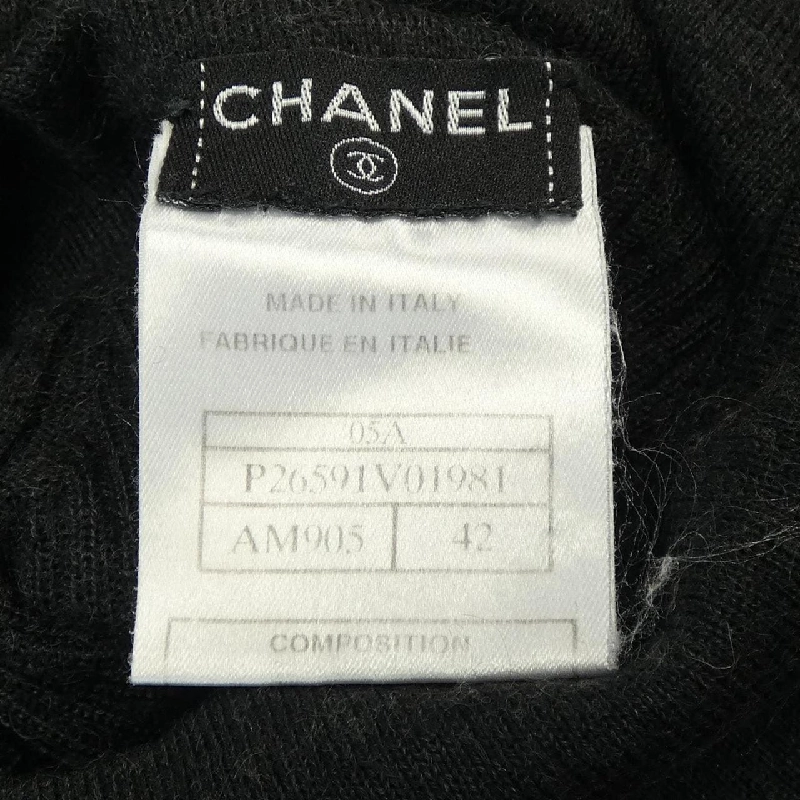 CHANEL
MADE IN ITALY
FABRIQUE EN ITALIE
05A
P26591V01981
AM905 42
COMPOSITION